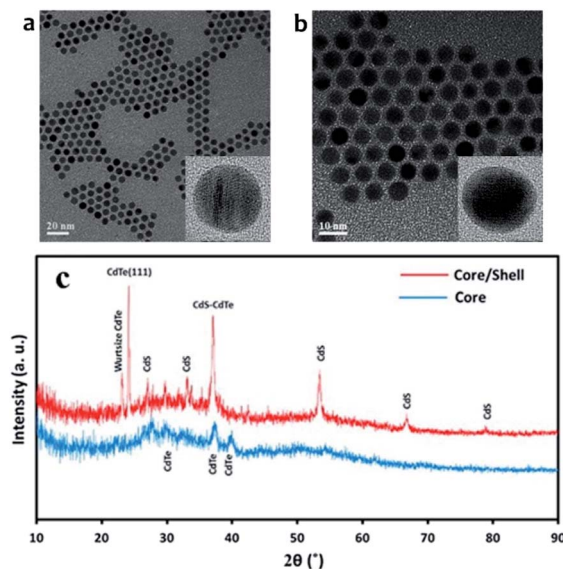 a
b
20 nm
10 nm
c
CdTe(111)
Wurtsize CdTe
CdS
CdS
CdS-CdTe
CdS
CdS
CdS
Core/Shell
Core
CdTe
CdTe
CdTe
Intensity (a. u.)
10 20 30 40 50 60 70 80 90
2θ (°)